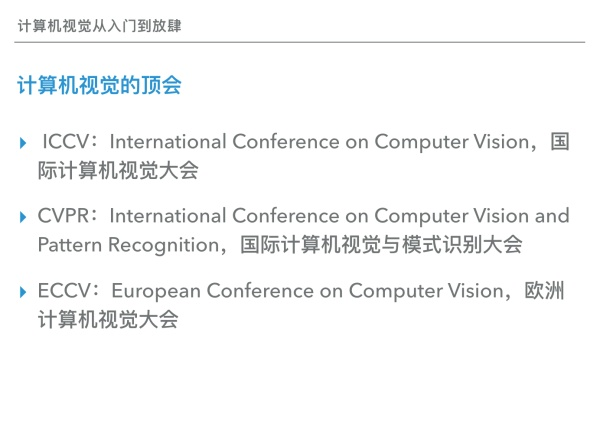 计算机视觉从入门到放肆
计算机视觉的顶会
▸ ICCV：International Conference on Computer Vision，国
际计算机视觉大会
▸ CVPR：International Conference on Computer Vision and
Pattern Recognition，国际计算机视觉与模式识别大会
▸ ECCV：European Conference on Computer Vision，欧洲
计算机视觉大会